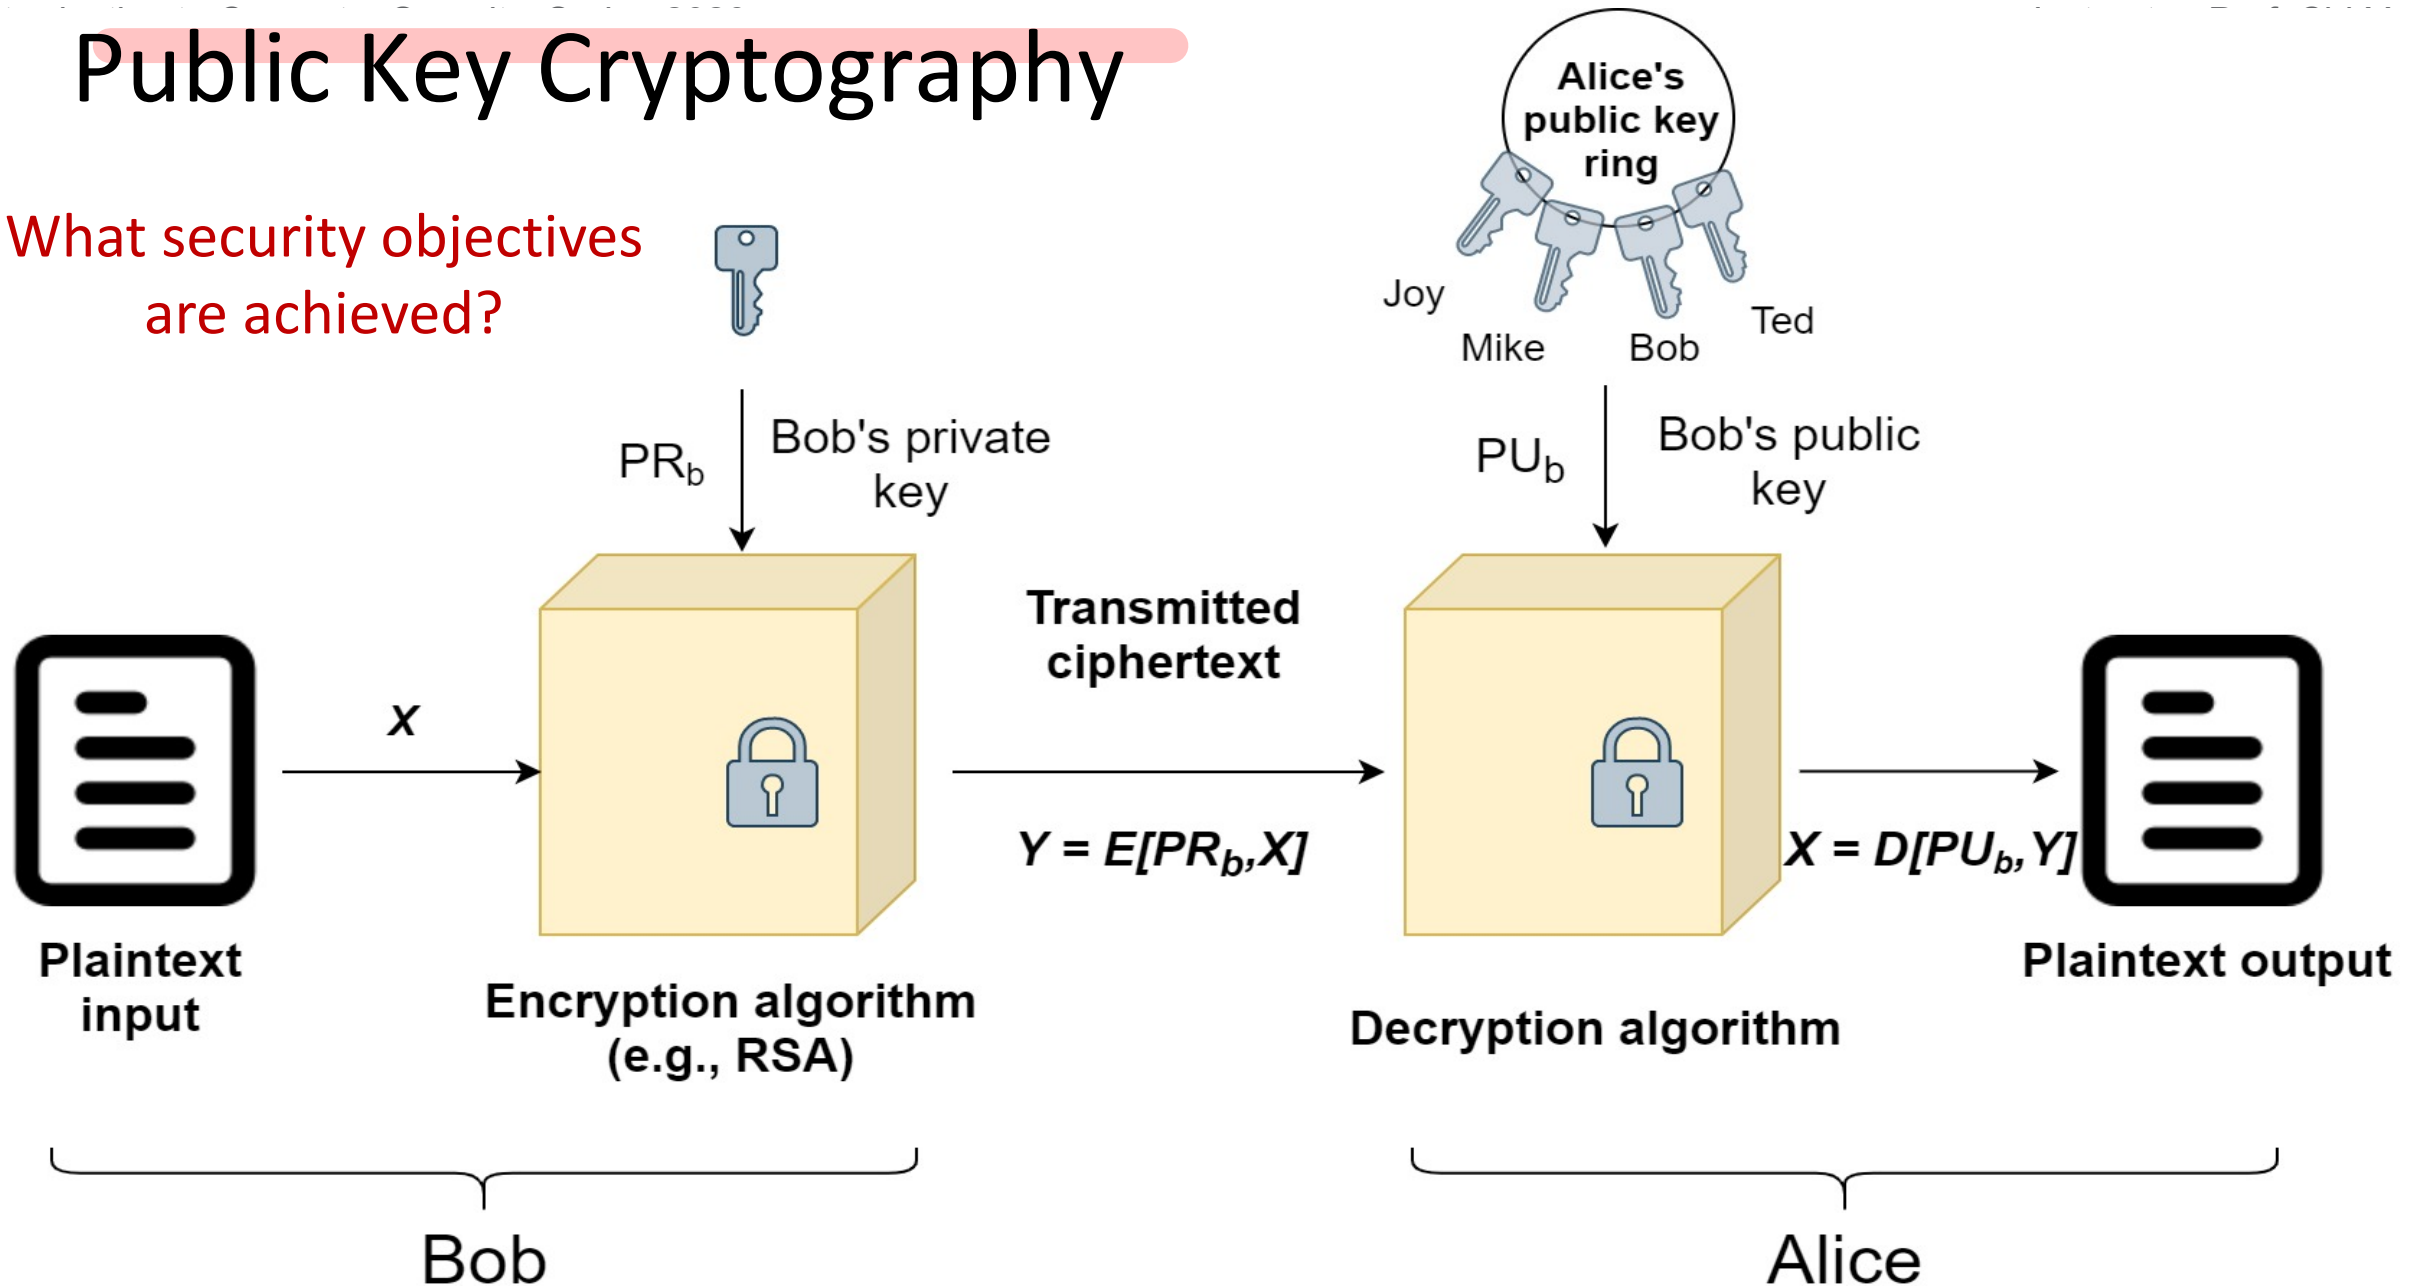 Public Key Cryptography
What security objectives
are achieved?
Alice's
public key
ring
Joy
Mike
Bob
Ted
PRb
Bob's private
key
PUb
Bob's public
key
X
Transmitted
ciphertext
Y = E[PRb,X]
X = D[PUb,Y]
Plaintext
input
Encryption algorithm
(e.g., RSA)
Decryption algorithm
Plaintext output
Bob
Alice